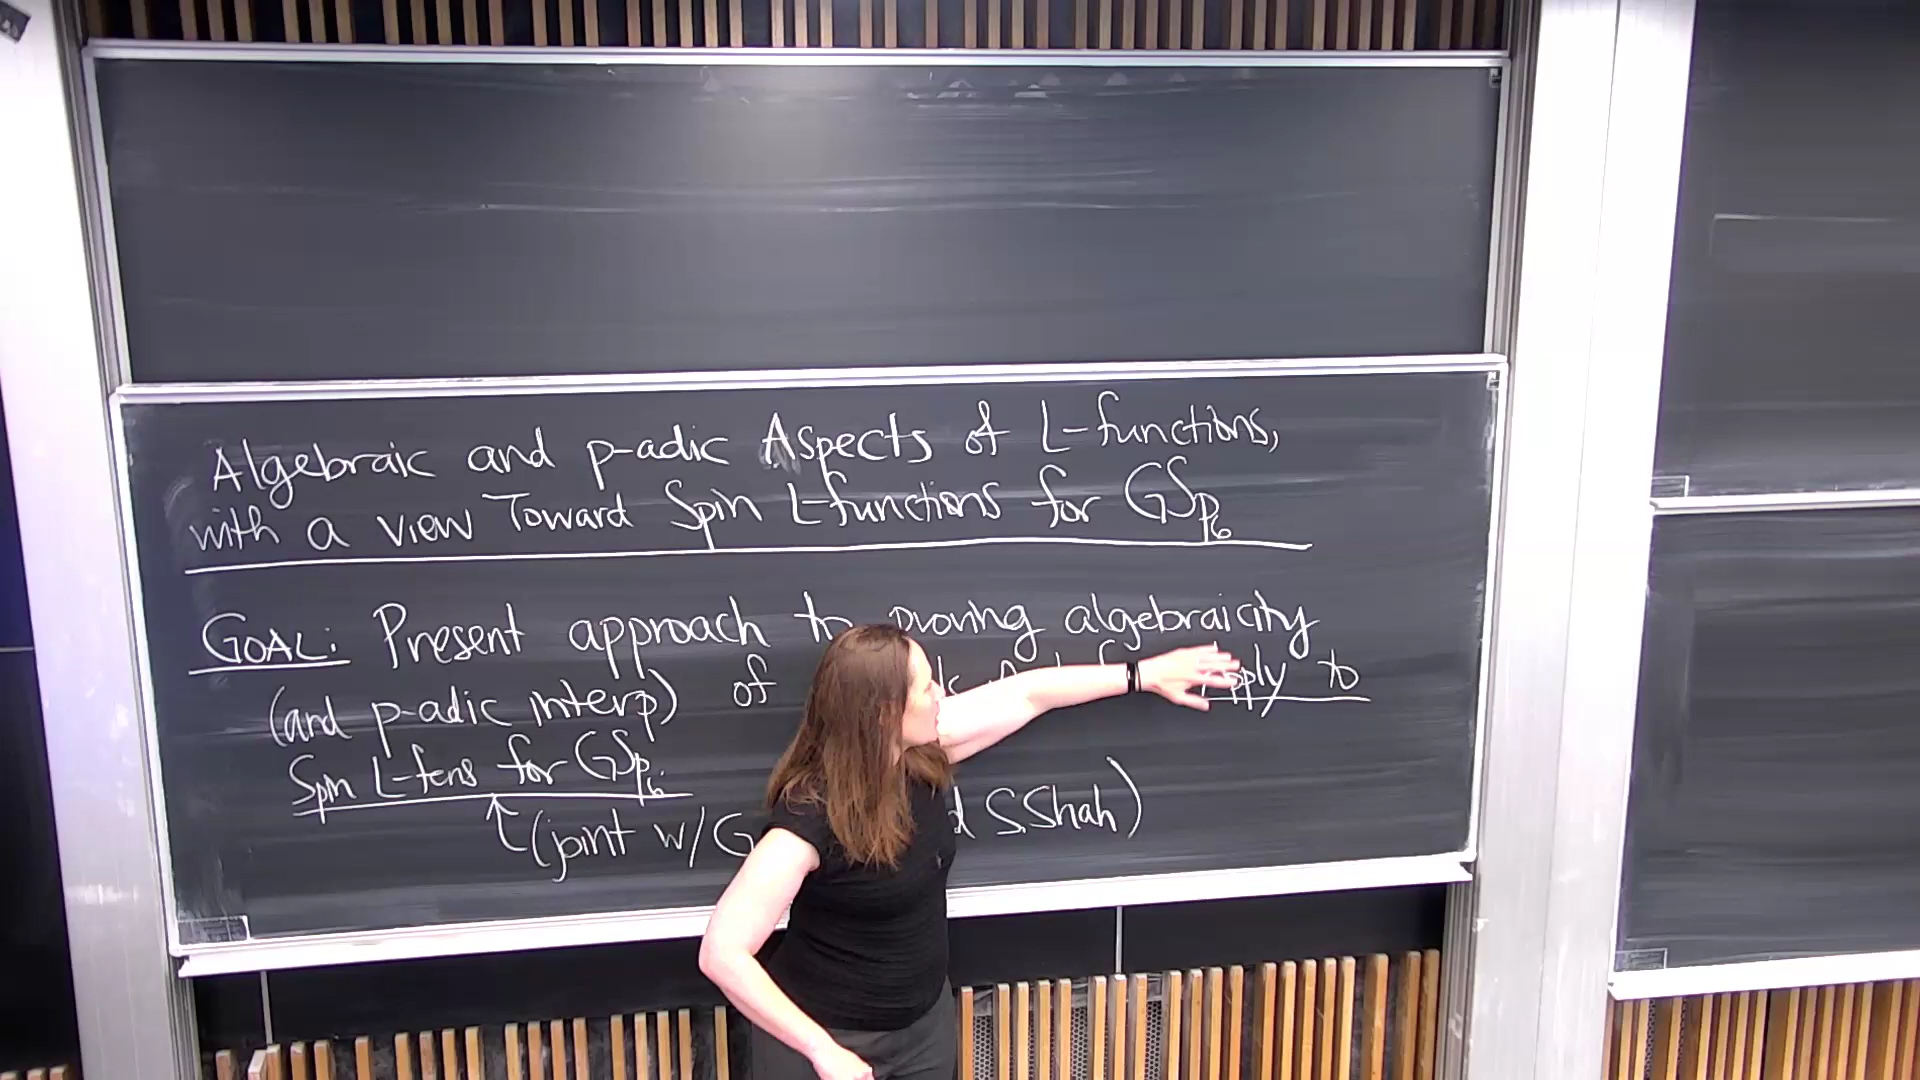 Algebraic and p-adic Aspects of L-functions,
with a view Toward Spin L-functions for GSp₆
GOAL: Present approach to proving algebraicity
(and p-adic interp) of apply to
Spin L-fcns for GSp₆.
(joint w/ G S. Shah)